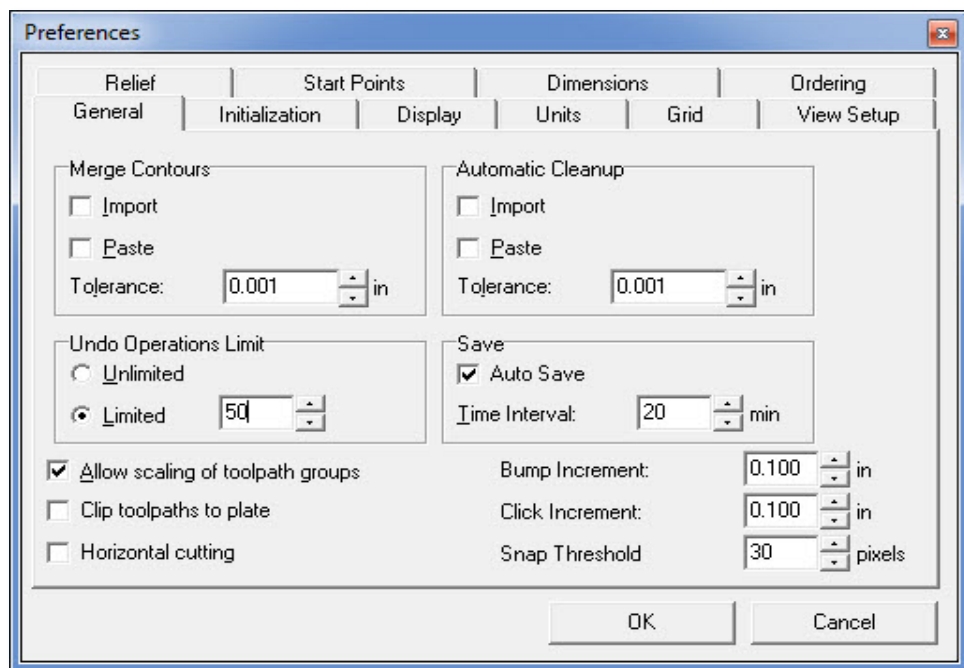 Preferences
Relief Start Points Dimensions Ordering
General Initialization Display Units Grid View Setup
Merge Contours Automatic Cleanup
Import Import
Paste Paste
Tolerance: 0.001 in Tolerance: 0.001 in
Undo Operations Limit Save
Unlimited Auto Save
Limited 50 Time Interval: 20 min
Allow scaling of toolpath groups Bump Increment: 0.100 in
Clip toolpaths to plate Click Increment: 0.100 in
Horizontal cutting Snap Threshold 30 pixels
OK Cancel